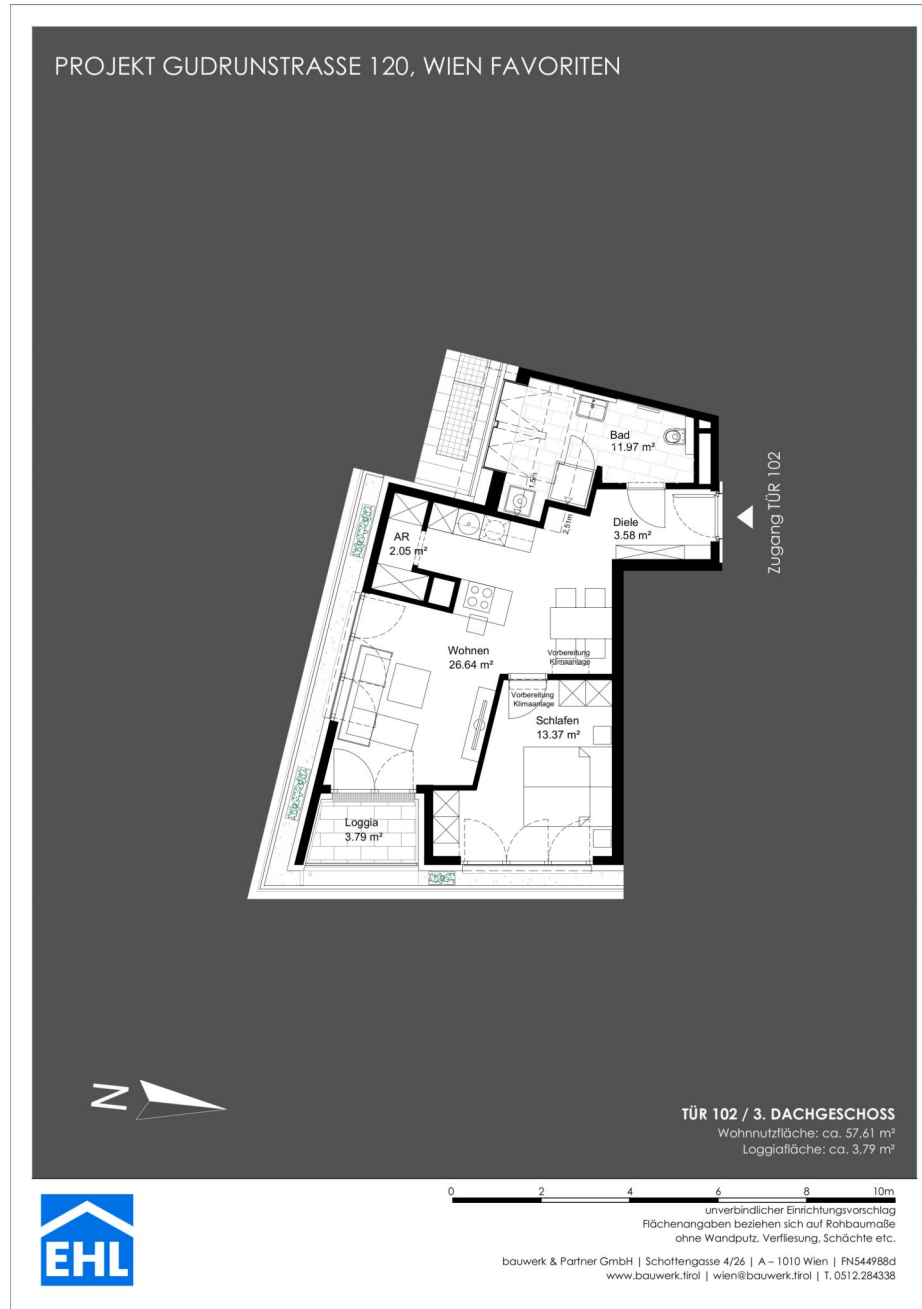 PROJEKT GUDRUNSTRASSE 120, WIEN FAVORITEN
Bad
11.97 m²
1.5m
2.51m
Diele
3.58 m²
Zugang TÜR 102
AR
2.05 m²
Wohnen
26.64 m²
Vorbereitung
Klimaanlage
Vorbereitung
Klimaanlage
Schlafen
13.37 m²
Loggia
3.79 m²
N
TÜR 102 / 3. DACHGESCHOSS
Wohnnutzfläche: ca. 57,61 m²
Loggiafläche: ca. 3,79 m²
0 2 4 6 8 10m
unverbindlicher Einrichtungsvorschlag
Flächenangaben beziehen sich auf Rohbaumaße
ohne Wandputz, Verfliesung, Schächte etc.
EHL
bauwerk & Partner GmbH | Schottengasse 4/26 | A – 1010 Wien | FN544988d
www.bauwerk.tirol | wien@bauwerk.tirol | T. 0512.284338